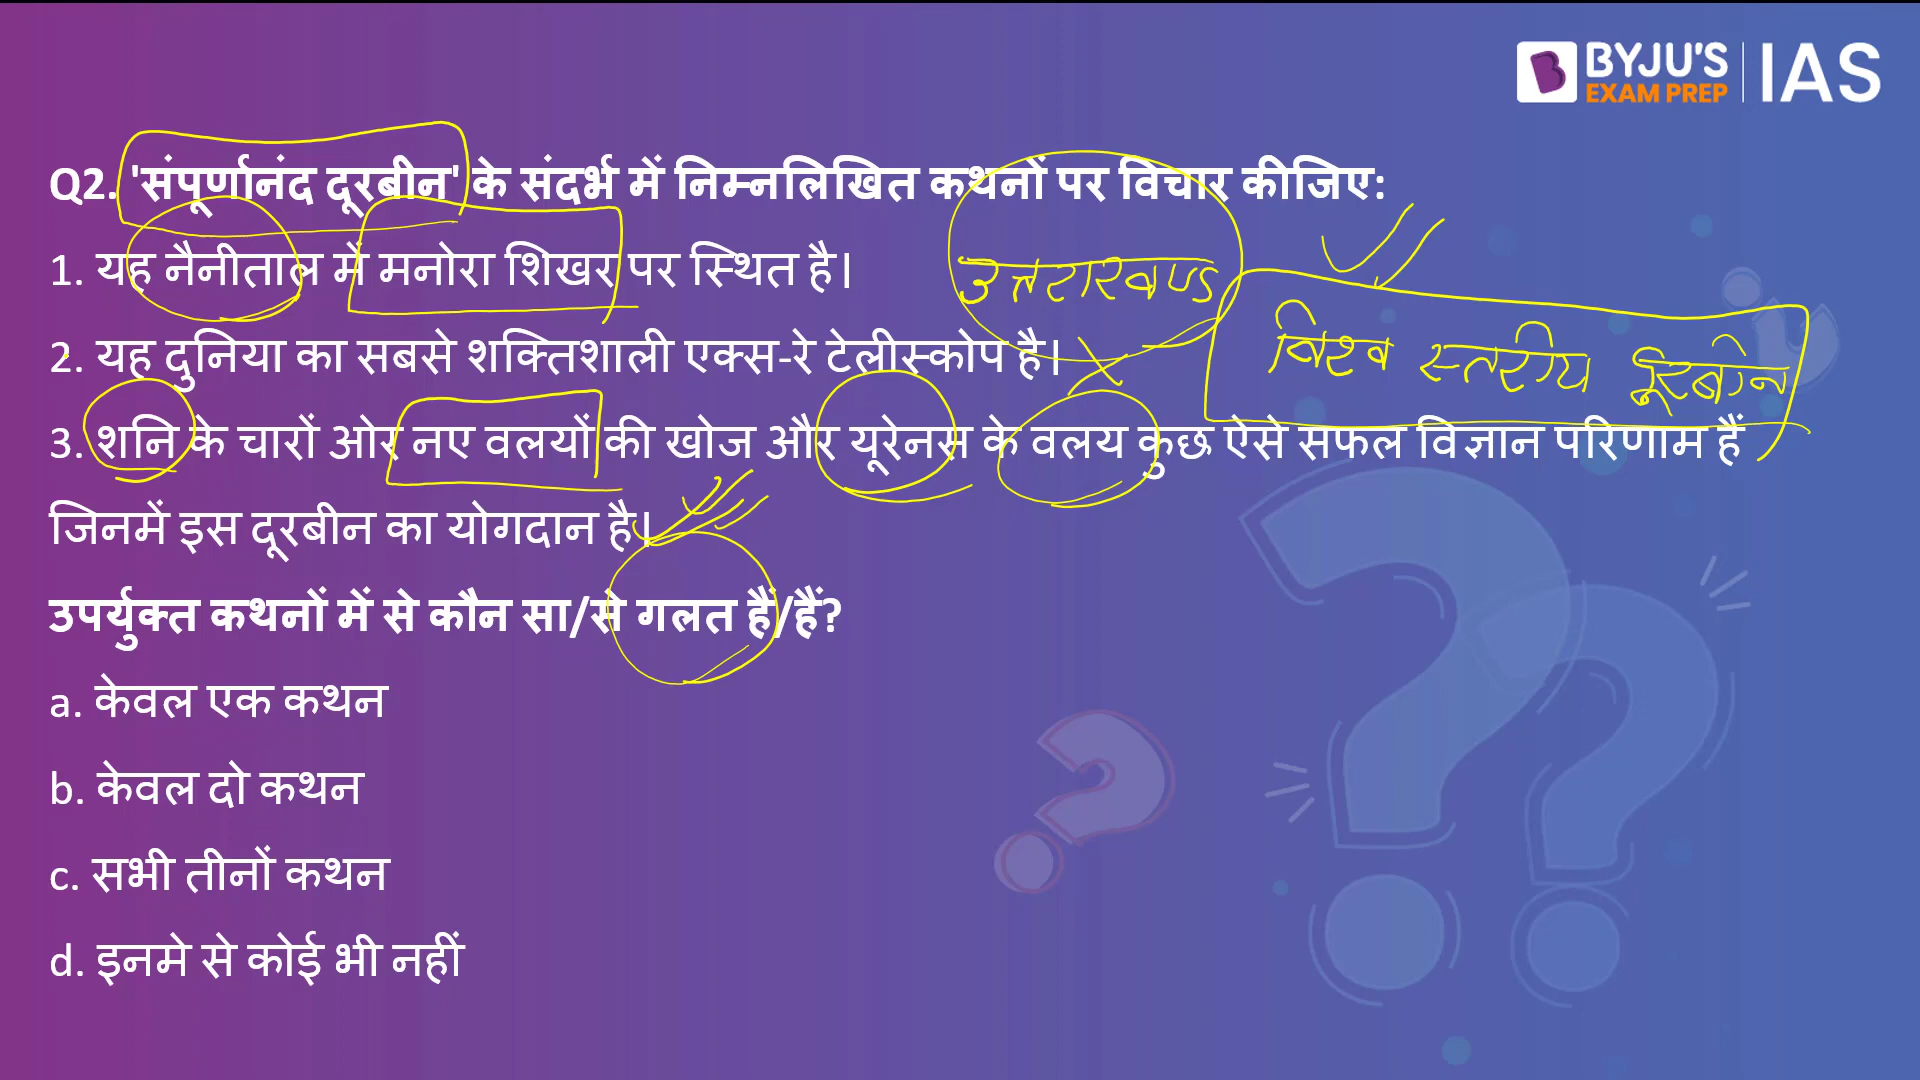 BYJU'S
EXAM PREP
IAS
Q2. 'संपूर्णानंद दूरबीन' के संदर्भ में निम्नलिखित कथनों पर विचार कीजिए:
1. यह नैनीताल में मनोरा शिखर पर स्थित है।
उत्तराखण्ड
2. यह दुनिया का सबसे शक्तिशाली एक्स-रे टेलीस्कोप है।
विश्व स्तरीय दूरबीन
3. शनि के चारों ओर नए वलयों की खोज और यूरेनस के वलय कुछ ऐसे सफल विज्ञान परिणाम हैं
जिनमें इस दूरबीन का योगदान है।
उपर्युक्त कथनों में से कौन सा/से गलत है/हैं?
a. केवल एक कथन
b. केवल दो कथन
c. सभी तीनों कथन
d. इनमे से कोई भी नहीं